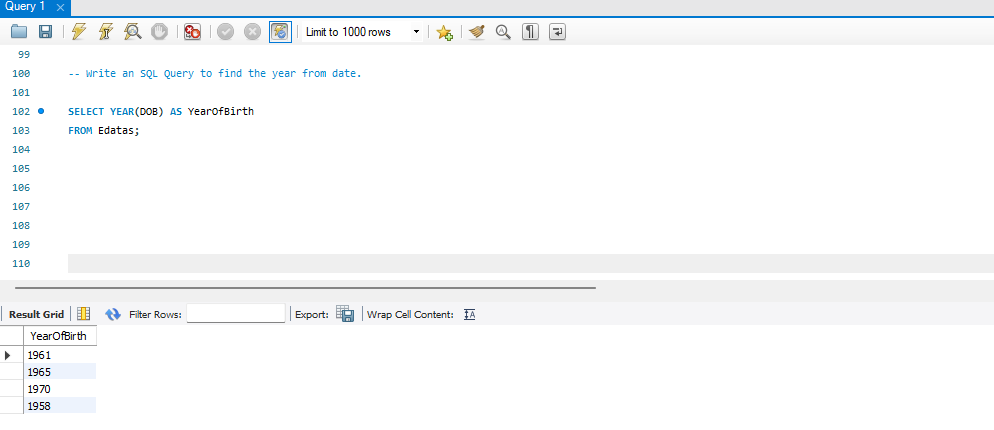 Query 1
Limit to 1000 rows
99
100 -- Write an SQL Query to find the year from date.
101
102 SELECT YEAR(DOB) AS YearOfBirth
103 FROM Edatas;
104
105
106
107
108
109
110
Result Grid Filter Rows: Export: Wrap Cell Content:
YearOfBirth
1961
1965
1970
1958